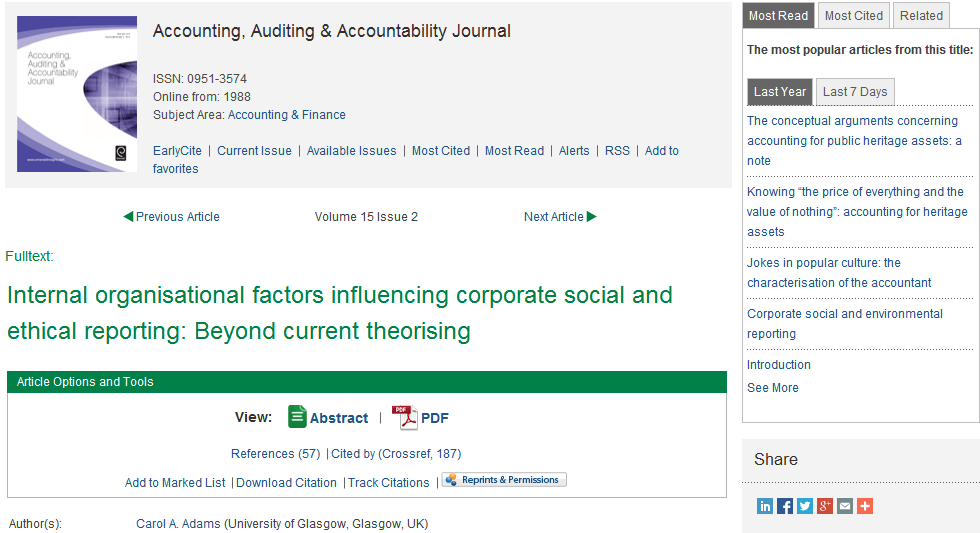 Accounting,
Auditing &
Accountability
Journal
Accounting, Auditing & Accountability Journal
ISSN: 0951-3574
Online from: 1988
Subject Area: Accounting & Finance
EarlyCite | Current Issue | Available Issues | Most Cited | Most Read | Alerts | RSS | Add to
favorites
Previous Article Volume 15 Issue 2 Next Article
Fulltext:
Internal organisational factors influencing corporate social and
ethical reporting: Beyond current theorising
Article Options and Tools
View: Abstract | PDF PDF
References (57) | Cited by (Crossref, 187)
Add to Marked List | Download Citation | Track Citations | Reprints & Permissions
Author(s): Carol A. Adams (University of Glasgow, Glasgow, UK)
Most Read Most Cited Related
The most popular articles from this title:
Last Year Last 7 Days
The conceptual arguments concerning
accounting for public heritage assets: a
note
Knowing “the price of everything and the
value of nothing”: accounting for heritage
assets
Jokes in popular culture: the
characterisation of the accountant
Corporate social and environmental
reporting
Introduction
See More
Share